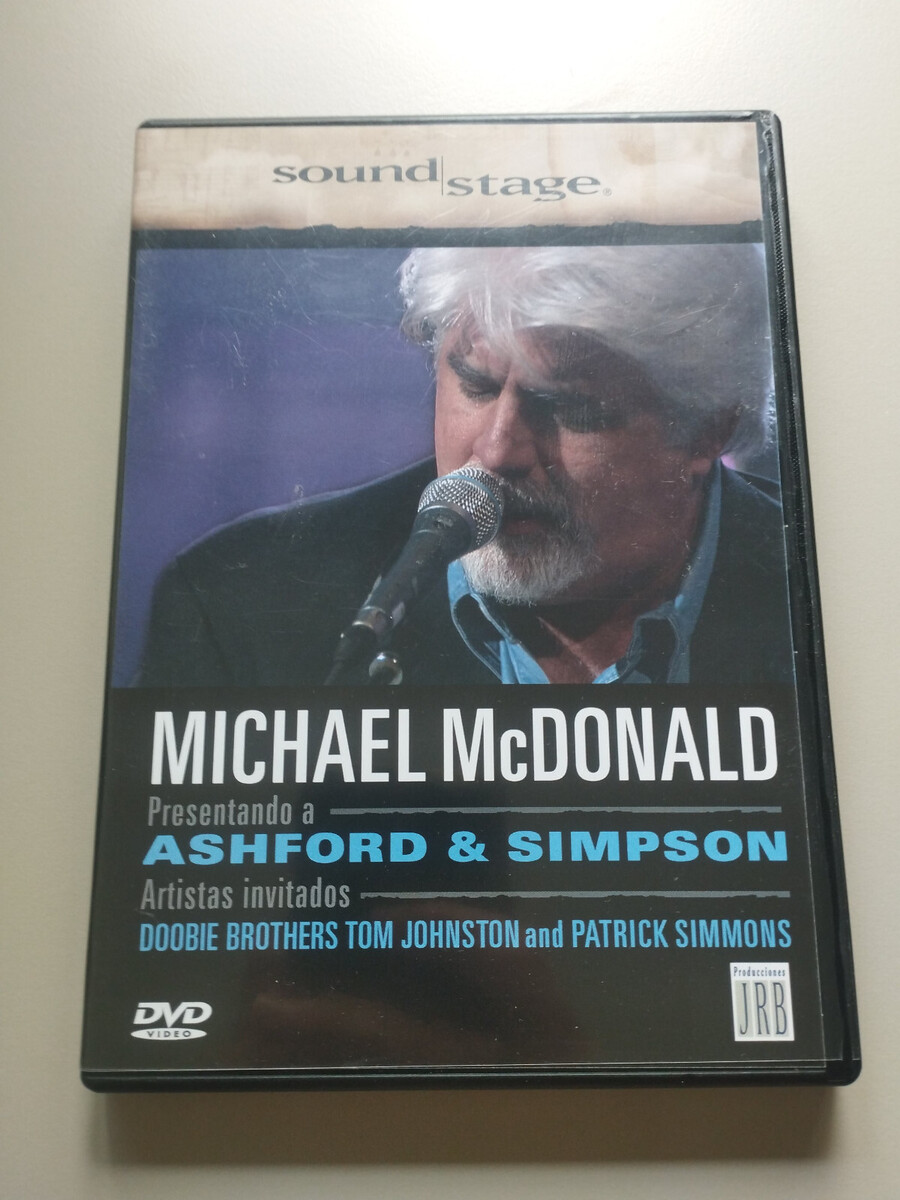 sound stage®
MICHAEL McDONALD
Presentando a
ASHFORD & SIMPSON
Artistas invitados
DOOBIE BROTHERS TOM JOHNSTON and PATRICK SIMMONS
Producciones
JRB
DVD
VIDEO